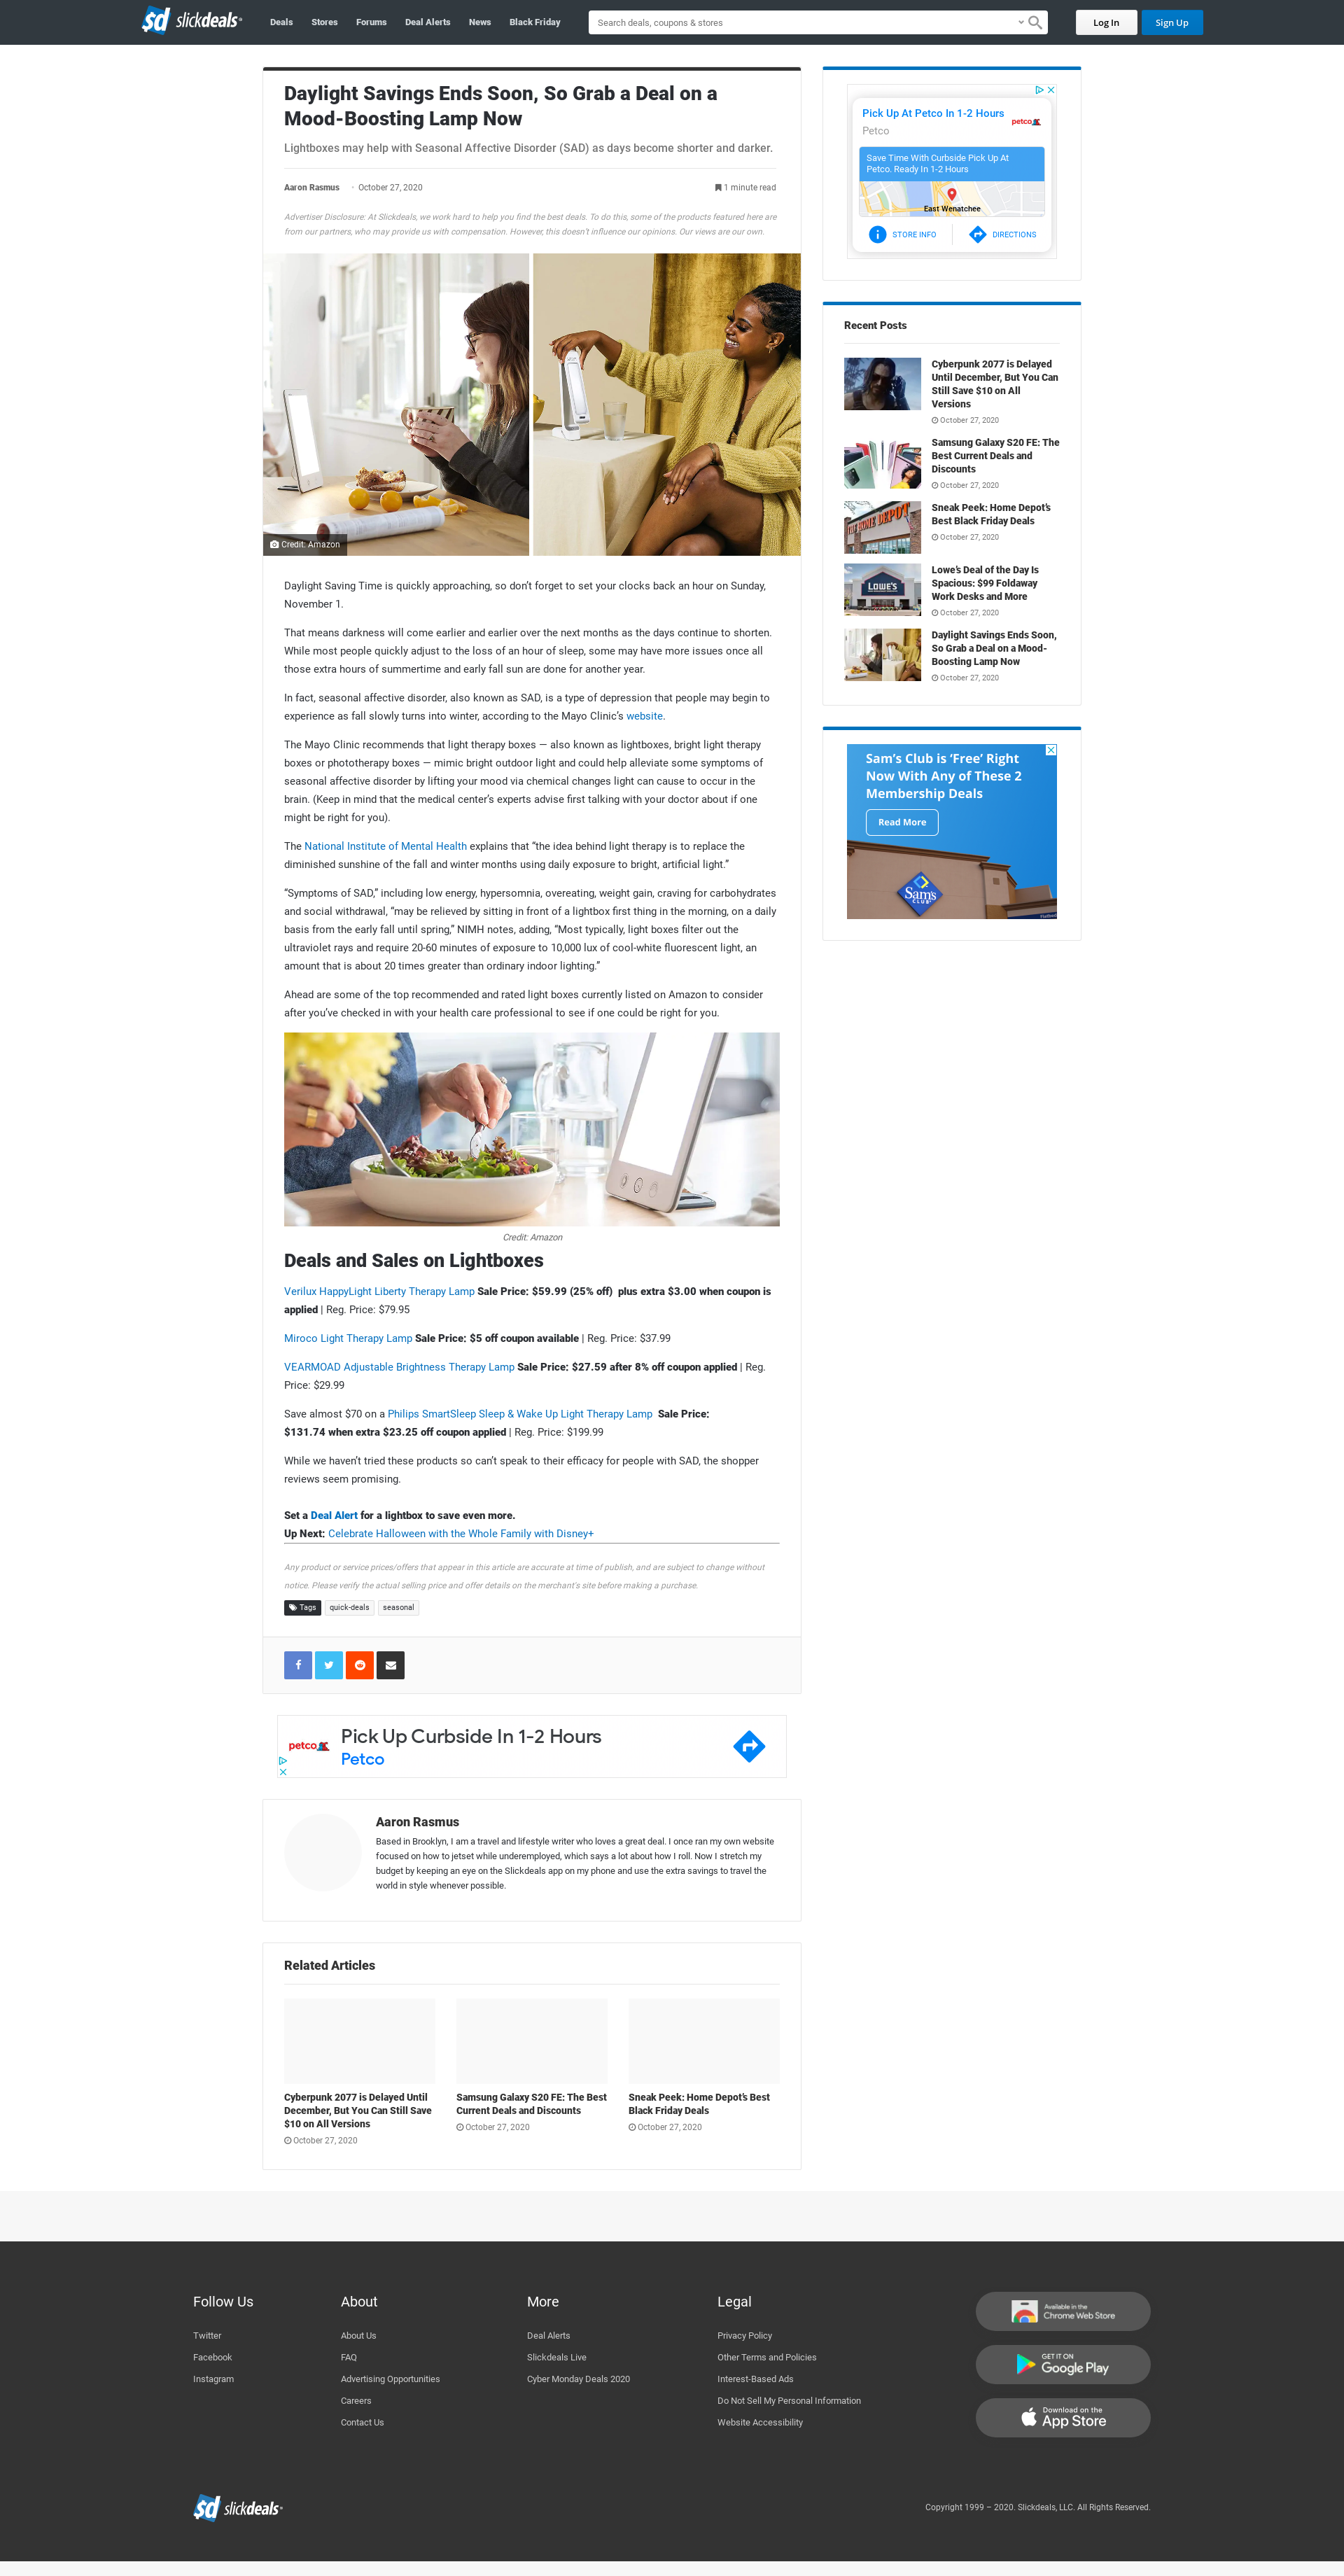 sd slickdeals
Deals Stores Forums Deal Alerts News Black Friday
Search deals, coupons & stores
Log In
Sign Up
Daylight Savings Ends Soon, So Grab a Deal on a
Mood-Boosting Lamp Now
Lightboxes may help with Seasonal Affective Disorder (SAD) as days become shorter and darker.
Aaron Rasmus · October 27, 2020
1 minute read
Advertiser Disclosure: At Slickdeals, we work hard to help you find the best deals. To do this, some of the products featured here are
from our partners, who may provide us with compensation. However, this doesn't influence our opinions. Our views are our own.
Credit: Amazon
Daylight Saving Time is quickly approaching, so don’t forget to set your clocks back an hour on Sunday,
November 1.
That means darkness will come earlier and earlier over the next months as the days continue to shorten.
While most people quickly adjust to the loss of an hour of sleep, some may have more issues once all
those extra hours of summertime and early fall sun are done for another year.
In fact, seasonal affective disorder, also known as SAD, is a type of depression that people may begin to
experience as fall slowly turns into winter, according to the Mayo Clinic’s website.
The Mayo Clinic recommends that light therapy boxes — also known as lightboxes, bright light therapy
boxes or phototherapy boxes — mimic bright outdoor light and could help alleviate some symptoms of
seasonal affective disorder by lifting your mood via chemical changes light can cause to occur in the
brain. (Keep in mind that the medical center’s experts advise first talking with your doctor about if one
might be right for you).
The National Institute of Mental Health explains that “the idea behind light therapy is to replace the
diminished sunshine of the fall and winter months using daily exposure to bright, artificial light.”
“Symptoms of SAD,” including low energy, hypersomnia, overeating, weight gain, craving for carbohydrates
and social withdrawal, “may be relieved by sitting in front of a lightbox first thing in the morning, on a daily
basis from the early fall until spring,” NIMH notes, adding, “Most typically, light boxes filter out the
ultraviolet rays and require 20-60 minutes of exposure to 10,000 lux of cool-white fluorescent light, an
amount that is about 20 times greater than ordinary indoor lighting.”
Ahead are some of the top recommended and rated light boxes currently listed on Amazon to consider
after you’ve checked in with your health care professional to see if one could be right for you.
Credit: Amazon
Deals and Sales on Lightboxes
Verilux HappyLight Liberty Therapy Lamp Sale Price: $59.99 (25% off)  plus extra $3.00 when coupon is
applied | Reg. Price: $79.95
Miroco Light Therapy Lamp Sale Price: $5 off coupon available | Reg. Price: $37.99
VEARMOAD Adjustable Brightness Therapy Lamp Sale Price: $27.59 after 8% off coupon applied | Reg.
Price: $29.99
Save almost $70 on a Philips SmartSleep Sleep & Wake Up Light Therapy Lamp  Sale Price:
$131.74 when extra $23.25 off coupon applied | Reg. Price: $199.99
While we haven’t tried these products so can’t speak to their efficacy for people with SAD, the shopper
reviews seem promising.
Set a Deal Alert for a lightbox to save even more.
Up Next: Celebrate Halloween with the Whole Family with Disney+
Any product or service prices/offers that appear in this article are accurate at time of publish, and are subject to change without
notice. Please verify the actual selling price and offer details on the merchant's site before making a purchase.
Tags quick-deals seasonal
petco
Pick Up Curbside In 1-2 Hours
Petco
Aaron Rasmus
Based in Brooklyn, I am a travel and lifestyle writer who loves a great deal. I once ran my own website
focused on how to jetset while underemployed, which says a lot about how I roll. Now I stretch my
budget by keeping an eye on the Slickdeals app on my phone and use the extra savings to travel the
world in style whenever possible.
Related Articles
Cyberpunk 2077 is Delayed Until
December, But You Can Still Save
$10 on All Versions
October 27, 2020
Samsung Galaxy S20 FE: The Best
Current Deals and Discounts
October 27, 2020
Sneak Peek: Home Depot’s Best
Black Friday Deals
October 27, 2020
Pick Up At Petco In 1-2 Hours
Petco
petco
Save Time With Curbside Pick Up At
Petco. Ready In 1-2 Hours
East Wenatchee
STORE INFO
DIRECTIONS
Recent Posts
Cyberpunk 2077 is Delayed
Until December, But You Can
Still Save $10 on All
Versions
October 27, 2020
Samsung Galaxy S20 FE: The
Best Current Deals and
Discounts
October 27, 2020
THE HOME DEPOT
Sneak Peek: Home Depot’s
Best Black Friday Deals
October 27, 2020
LOWE'S
Lowe’s Deal of the Day Is
Spacious: $99 Foldaway
Work Desks and More
October 27, 2020
Daylight Savings Ends Soon,
So Grab a Deal on a Mood-
Boosting Lamp Now
October 27, 2020
Sam’s Club is ‘Free’ Right
Now With Any of These 2
Membership Deals
Read More
Sam's
CLUB
Follow Us
Twitter
Facebook
Instagram
About
About Us
FAQ
Advertising Opportunities
Careers
Contact Us
More
Deal Alerts
Slickdeals Live
Cyber Monday Deals 2020
Legal
Privacy Policy
Other Terms and Policies
Interest-Based Ads
Do Not Sell My Personal Information
Website Accessibility
Available in the
Chrome Web Store
GET IT ON
Google Play
Download on the
App Store
sd slickdeals
Copyright 1999 – 2020. Slickdeals, LLC. All Rights Reserved.